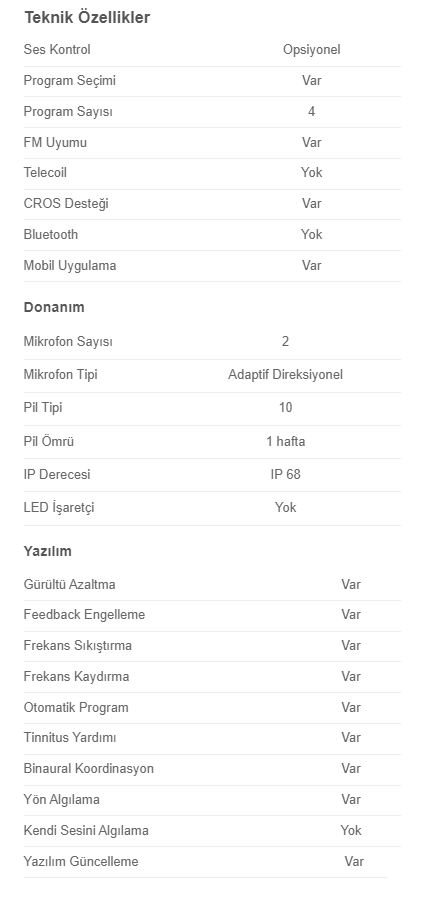 Teknik Özellikler
Ses Kontrol Opsiyonel
Program Seçimi Var
Program Sayısı 4
FM Uyumu Var
Telecoil Yok
CROS Desteği Var
Bluetooth Yok
Mobil Uygulama Var
Donanım
Mikrofon Sayısı 2
Mikrofon Tipi Adaptif Direksiyonel
Pil Tipi 10
Pil Ömrü 1 hafta
IP Derecesi IP 68
LED İşaretçi Yok
Yazılım
Gürültü Azaltma Var
Feedback Engelleme Var
Frekans Sıkıştırma Var
Frekans Kaydırma Var
Otomatik Program Var
Tinnitus Yardımı Var
Binaural Koordinasyon Var
Yön Algılama Var
Kendi Sesini Algılama Yok
Yazılım Güncelleme Var